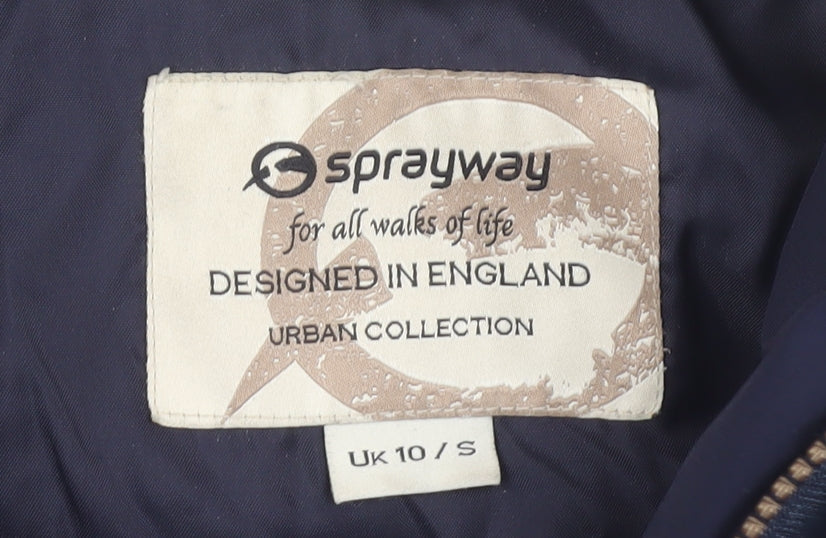 sprayway
for all walks of life
DESIGNED IN ENGLAND
URBAN COLLECTION
UK 10 / S